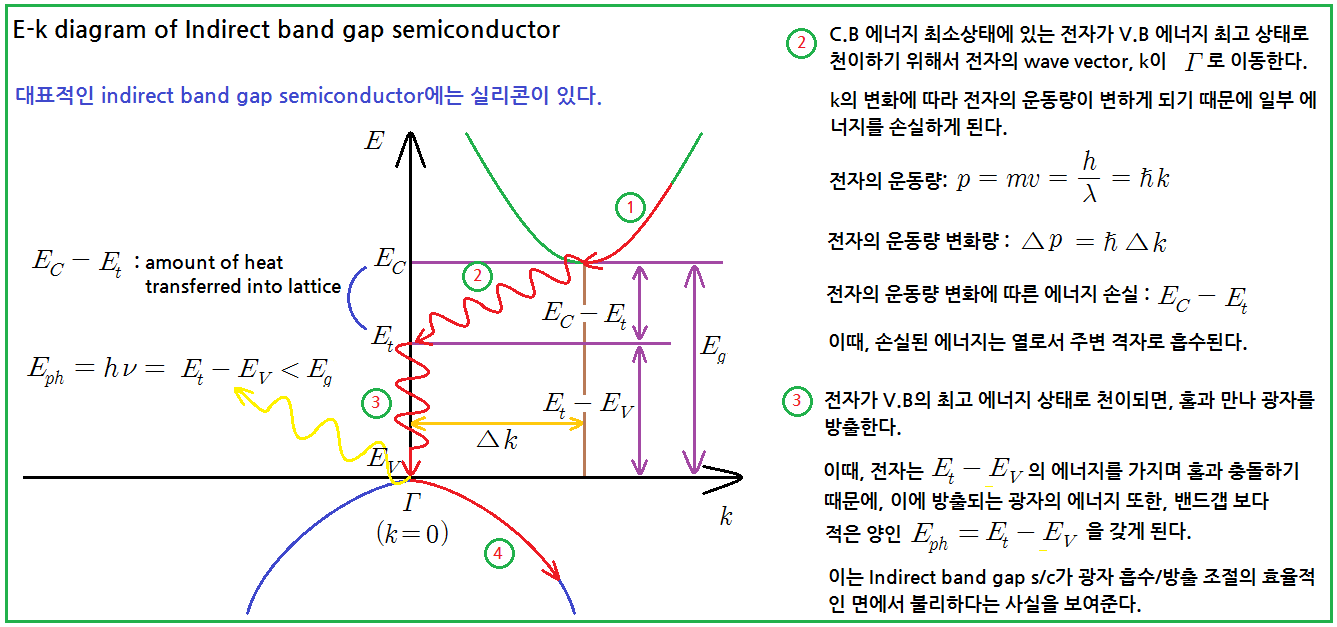 E-k diagram of Indirect band gap semiconductor
대표적인 indirect band gap semiconductor에는 실리콘이 있다.
E
①
E_C
②
E_C − E_t : amount of heat
transferred into lattice
E_C − E_t
E_t
E_g
E_ph = hν = E_t − E_V < E_g
③
E_t − E_V
△k
E_V
Γ
(k=0)
k
④
② C.B 에너지 최소상태에 있는 전자가 V.B 에너지 최고 상태로
천이하기 위해서 전자의 wave vector, k이 Γ 로 이동한다.
k의 변화에 따라 전자의 운동량이 변하게 되기 때문에 일부 에
너지를 손실하게 된다.
전자의 운동량: p = mv = h/λ = ℏk
전자의 운동량 변화량 : △p = ℏ△k
전자의 운동량 변화에 따른 에너지 손실 : E_C − E_t
이때, 손실된 에너지는 열로서 주변 격자로 흡수된다.
③ 전자가 V.B의 최고 에너지 상태로 천이되면, 홀과 만나 광자를
방출한다.
이때, 전자는 E_t − E_V 의 에너지를 가지며 홀과 충돌하기
때문에, 이에 방출되는 광자의 에너지 또한, 밴드갭 보다
적은 양인 E_ph = E_t − E_V 을 갖게 된다.
이는 Indirect band gap s/c가 광자 흡수/방출 조절의 효율적
인 면에서 불리하다는 사실을 보여준다.